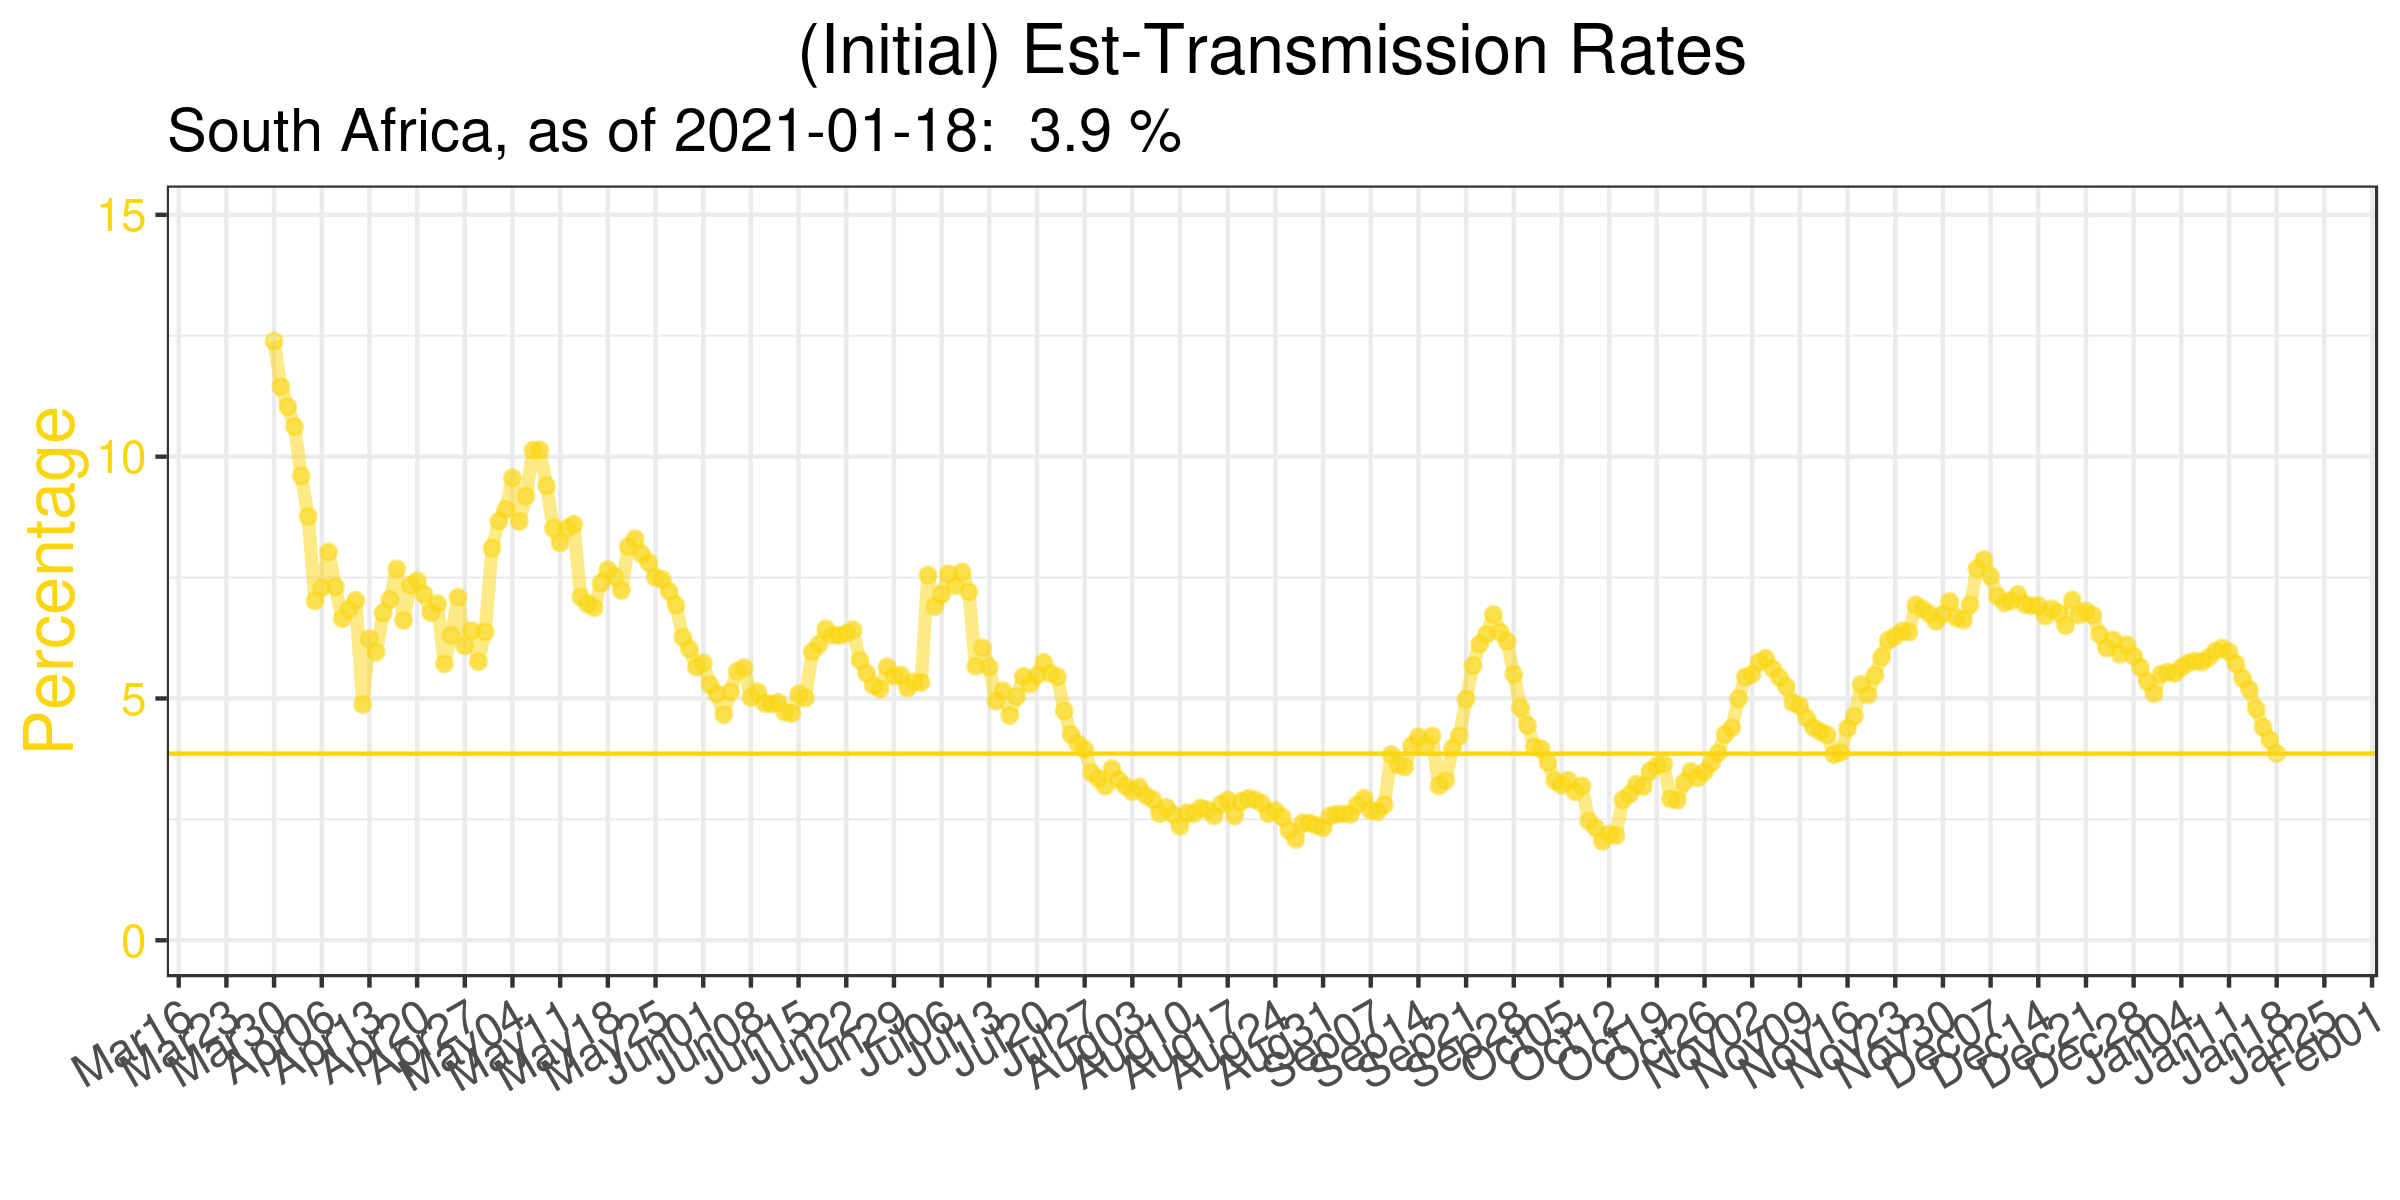 (Initial) Est-Transmission Rates
South Africa, as of 2021-01-18:  3.9 %
Percentage
15
10
5
0
Mar16
Mar23
Mar30
Apr06
Apr13
Apr20
Apr27
May04
May11
May18
May25
Jun01
Jun08
Jun15
Jun22
Jun29
Jul06
Jul13
Jul20
Jul27
Aug03
Aug10
Aug17
Aug24
Aug31
Sep07
Sep14
Sep21
Sep28
Oct05
Oct12
Oct19
Oct26
Nov02
Nov09
Nov16
Nov23
Nov30
Dec07
Dec14
Dec21
Dec28
Jan04
Jan11
Jan18
Jan25
Feb01